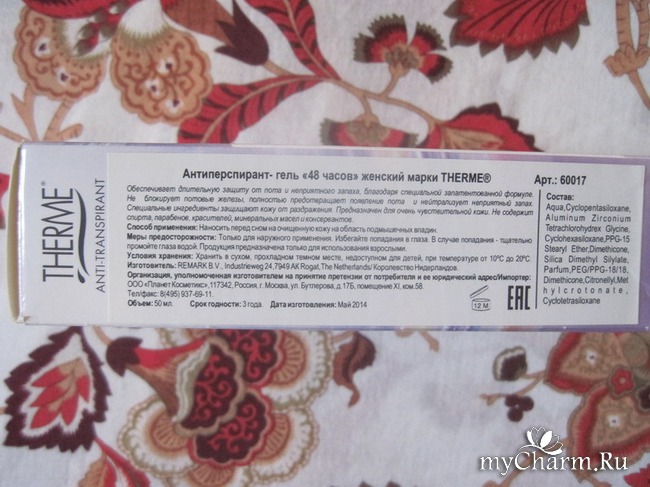 THERME®
ANTI-TRANSPIRANT
Антиперспирант- гель «48 часов» женский марки THERME®
Арт.: 60017
Обеспечивает длительную защиту от пота и неприятного запаха, благодаря специальной запатентованной формуле.
Не блокирует потовые железы, полностью предотвращает появление пота и нейтрализует неприятный запах.
Специальные ингредиенты защищают кожу от раздражения. Предназначен для очень чувствительной кожи. Не содержит
спирта, парабенов, красителей, минеральных масел и консервантов.
Способ применения: Наносить перед сном на очищенную кожу на область подмышечных впадин.
Меры предосторожности: Только для наружного применения. Избегайте попадания в глаза. В случае попадания - тщательно
промойте глаза водой. Продукция предназначена только для использования взрослыми.
Условия хранения: Хранить в сухом, прохладном темном месте, недоступном для детей, при температуре от 10ºС до 20ºС.
Изготовитель: REMARK B.V., Industrieweg 24,7949 AK Rogat,The Netherlands/ Королевство Нидерландов.
Организация, уполномоченная изготовителем на принятие претензии от потребителя и ее юридический адрес/Импортер:
ООО «Планет Косметикс»,117342, Россия, г. Москва, ул. Бутлерова, д.17Б, помещение XI, ком.58.
Тел/факс: 8(495) 937-69-11.
Объем: 50 мл. Срок годности: 3 года. Дата изготовления: Май 2014
Состав:
Aqua,Cyclopentasiloxane,
Aluminum Zirconium
Tetrachlorohydrex Glycine,
Cyclohexasiloxane,PPG-15
Stearyl Ether,Dimethicone,
Silica Dimethyl Silylate,
Parfum,PEG/PPG-18/18,
Dimethicone,Citronellyl,Met
hylcrotonate,
Cyclotetrasiloxane
12 M
EAC
myCharm.Ru